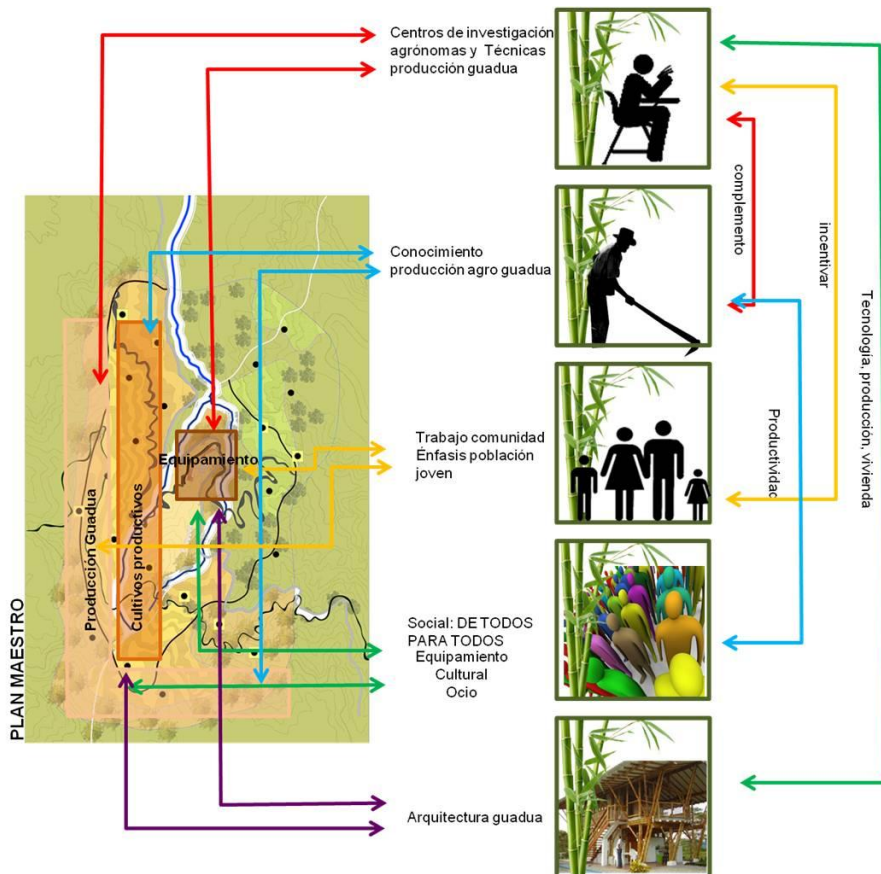 Centros de investigación
agrónomas y Técnicas
producción guadua
Conocimiento
producción agro guadua
Trabajo comunidad
Énfasis población
joven
Social: DE TODOS
PARA TODOS
Equipamiento
Cultural
Ocio
Arquitectura guadua
PLAN MAESTRO
Producción Guadua
Cultivos productivos
Equipamiento
complemento
incentivar
Productividad
Tecnología, producción, vivienda